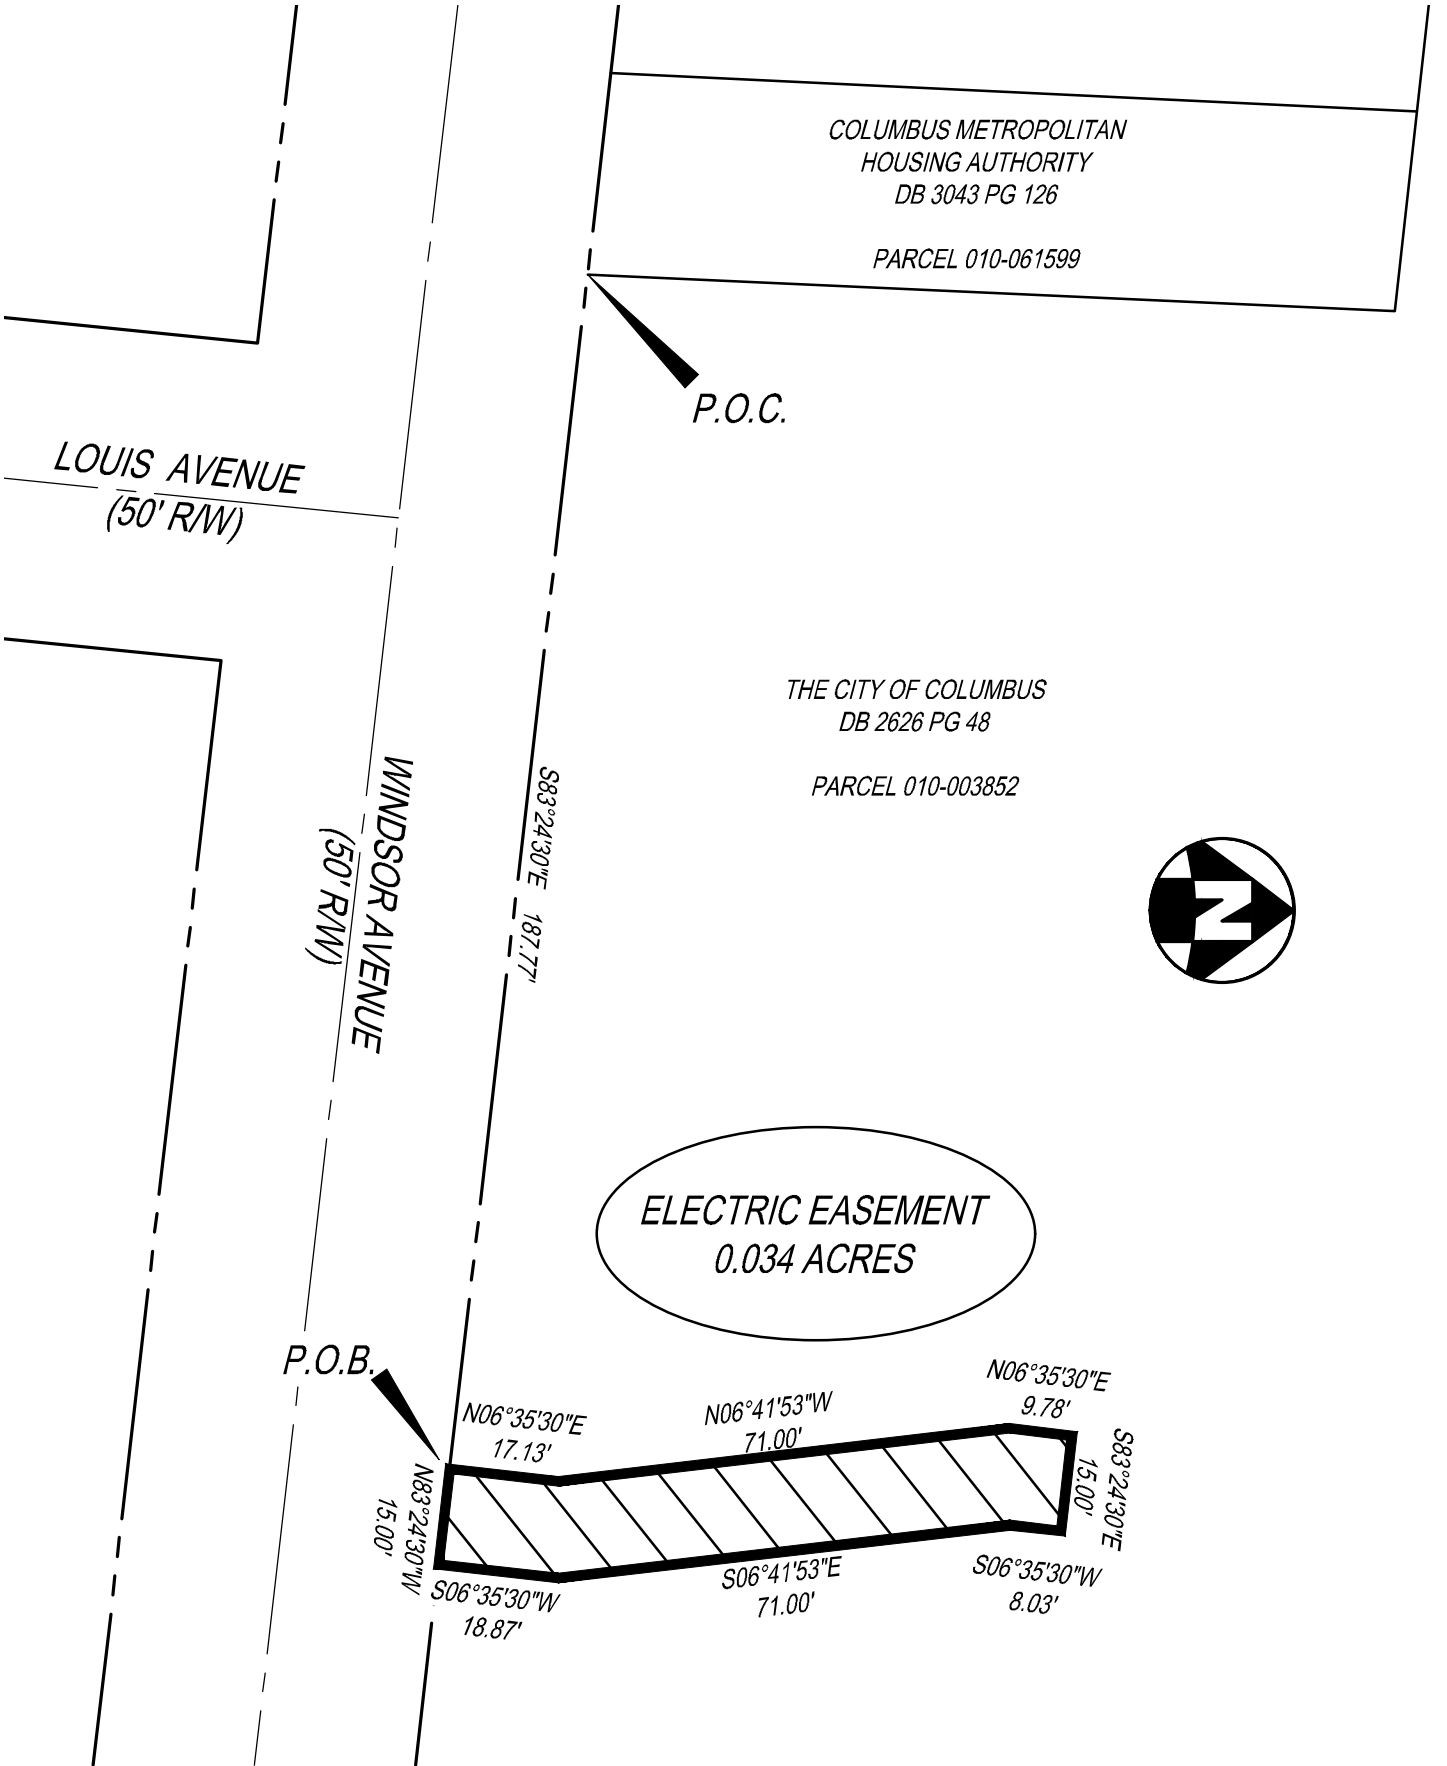 COLUMBUS METROPOLITAN
HOUSING AUTHORITY
DB 3043 PG 126
PARCEL 010-061599
P.O.C.
LOUIS AVENUE
(50' R/W)
THE CITY OF COLUMBUS
DB 2626 PG 48
PARCEL 010-003852
WINDSOR AVENUE
(50' R/W)
S83°24'30"E 187.77'
N
ELECTRIC EASEMENT
0.034 ACRES
P.O.B.
N06°35'30"E
17.13'
N06°41'53"W
71.00'
N06°35'30"E
9.78'
S83°24'30"E
15.00'
N83°24'30"W
15.00'
S06°35'30"W
18.87'
S06°41'53"E
71.00'
S06°35'30"W
8.03'